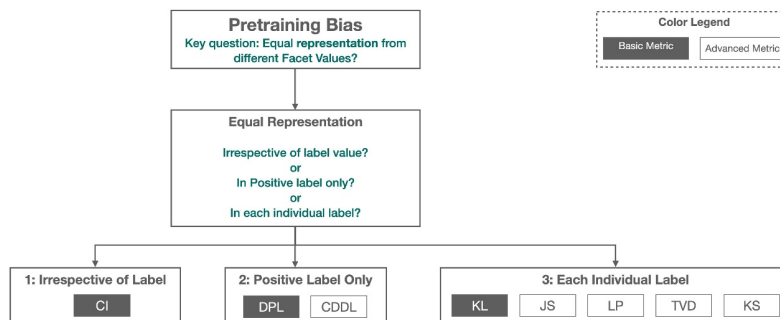 Pretraining Bias
Key question: Equal representation from
different Facet Values?
Color Legend
Basic Metric
Advanced Metric
Equal Representation
Irrespective of label value?
or
In Positive label only?
or
In each individual label?
1: Irrespective of Label
CI
2: Positive Label Only
DPL
CDDL
3: Each Individual Label
KL
JS
LP
TVD
KS